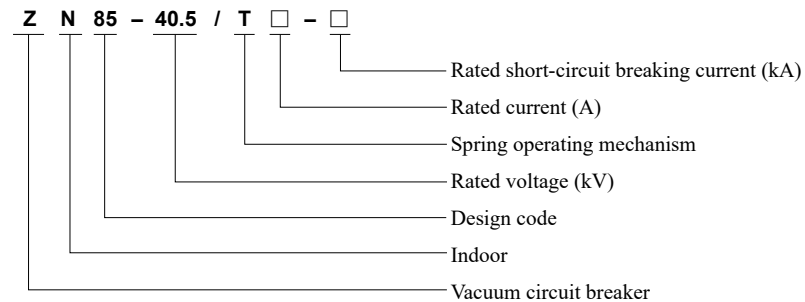 Z N 85 – 40.5 / T □ – □
Rated short-circuit breaking current (kA)
Rated current (A)
Spring operating mechanism
Rated voltage (kV)
Design code
Indoor
Vacuum circuit breaker